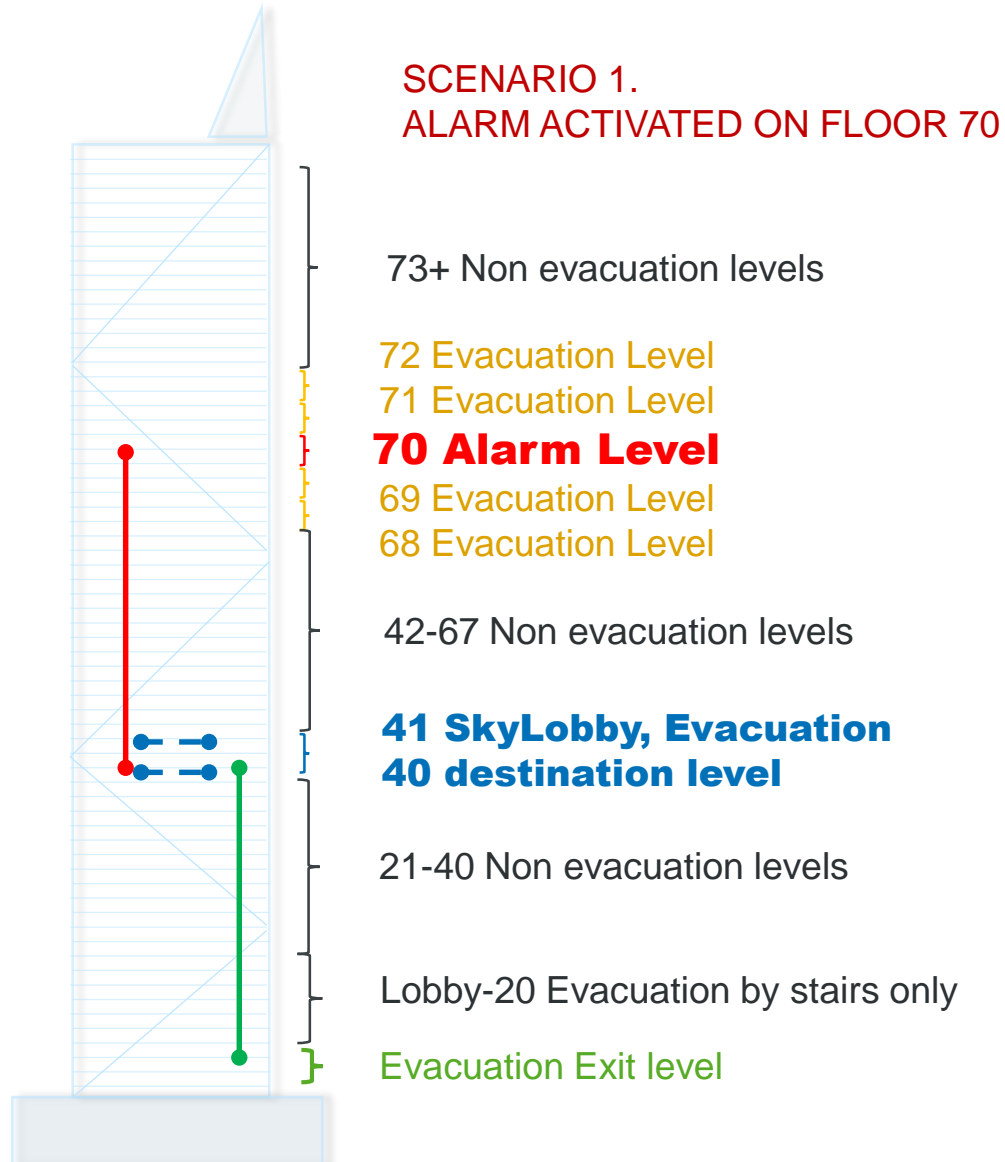 SCENARIO 1.
ALARM ACTIVATED ON FLOOR 70
73+ Non evacuation levels
72 Evacuation Level
71 Evacuation Level
70 Alarm Level
69 Evacuation Level
68 Evacuation Level
42-67 Non evacuation levels
41 SkyLobby, Evacuation
40 destination level
21-40 Non evacuation levels
Lobby-20 Evacuation by stairs only
Evacuation Exit level